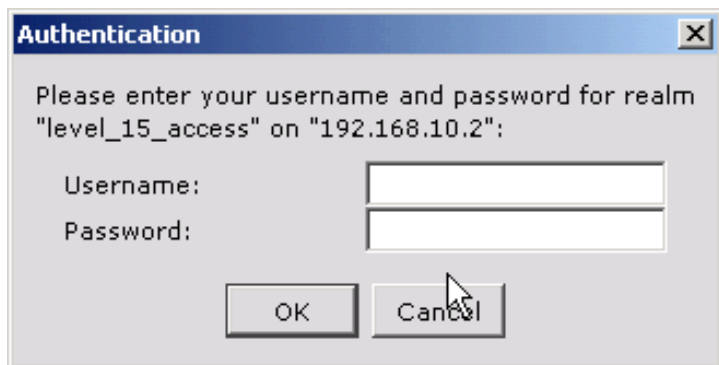 Authentication
Please enter your username and password for realm
"level_15_access" on "192.168.10.2":
Username:
Password:
OK Cancel